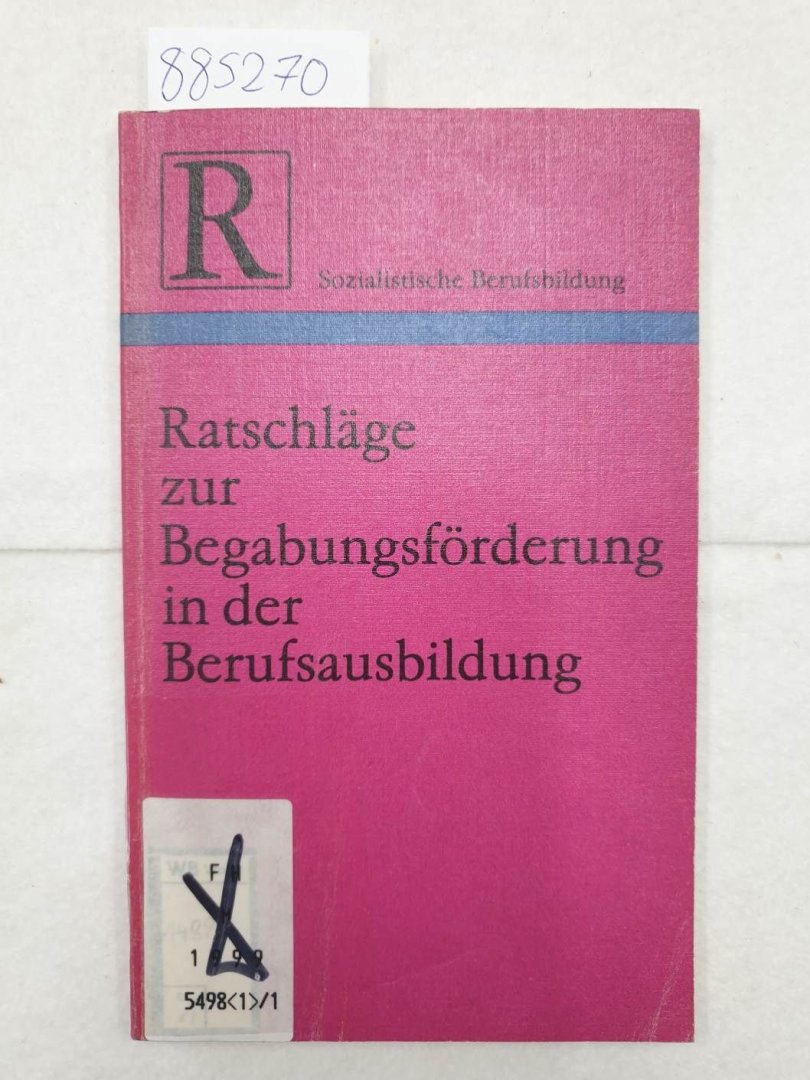 885270
R
Sozialistische Berufsbildung
Ratschläge
zur
Begabungsförderung
in der
Berufsausbildung
F H
5498<1>/1